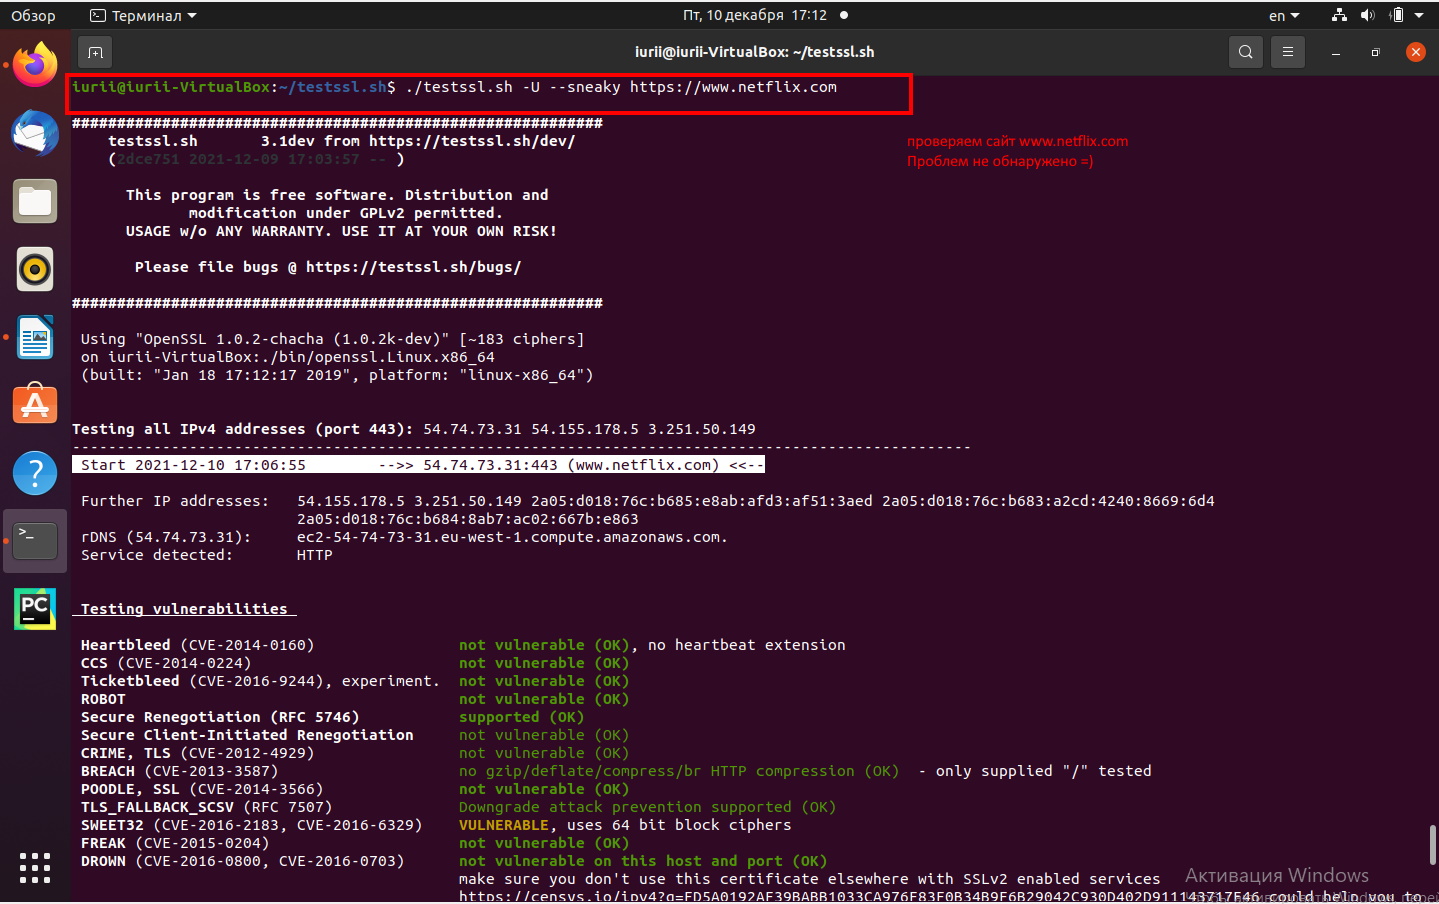 Обзор Терминал Пт, 10 декабря 17:12 en
iurii@iurii-VirtualBox: ~/testssl.sh
iurii@iurii-VirtualBox:~/testssl.sh$ ./testssl.sh -U --sneaky https://www.netflix.com
###########################################################
testssl.sh 3.1dev from https://testssl.sh/dev/
(2dce751 2021-12-09 17:03:57 -- )
проверяем сайт www.netflix.com
Проблем не обнаружено =)
This program is free software. Distribution and
modification under GPLv2 permitted.
USAGE w/o ANY WARRANTY. USE IT AT YOUR OWN RISK!
Please file bugs @ https://testssl.sh/bugs/
###########################################################
Using "OpenSSL 1.0.2-chacha (1.0.2k-dev)" [~183 ciphers]
on iurii-VirtualBox:./bin/openssl.Linux.x86_64
(built: "Jan 18 17:12:17 2019", platform: "linux-x86_64")
Testing all IPv4 addresses (port 443): 54.74.73.31 54.155.178.5 3.251.50.149
----------------------------------------------------------------------------------------------------
Start 2021-12-10 17:06:55 -->> 54.74.73.31:443 (www.netflix.com) <<--
Further IP addresses: 54.155.178.5 3.251.50.149 2a05:d018:76c:b685:e8ab:afd3:af51:3aed 2a05:d018:76c:b683:a2cd:4240:8669:6d4
2a05:d018:76c:b684:8ab7:ac02:667b:e863
rDNS (54.74.73.31): ec2-54-74-73-31.eu-west-1.compute.amazonaws.com.
Service detected: HTTP
Testing vulnerabilities
Heartbleed (CVE-2014-0160) not vulnerable (OK), no heartbeat extension
CCS (CVE-2014-0224) not vulnerable (OK)
Ticketbleed (CVE-2016-9244), experiment. not vulnerable (OK)
ROBOT not vulnerable (OK)
Secure Renegotiation (RFC 5746) supported (OK)
Secure Client-Initiated Renegotiation not vulnerable (OK)
CRIME, TLS (CVE-2012-4929) not vulnerable (OK)
BREACH (CVE-2013-3587) no gzip/deflate/compress/br HTTP compression (OK) - only supplied "/" tested
POODLE, SSL (CVE-2014-3566) not vulnerable (OK)
TLS_FALLBACK_SCSV (RFC 7507) Downgrade attack prevention supported (OK)
SWEET32 (CVE-2016-2183, CVE-2016-6329) VULNERABLE, uses 64 bit block ciphers
FREAK (CVE-2015-0204) not vulnerable (OK)
DROWN (CVE-2016-0800, CVE-2016-0703) not vulnerable on this host and port (OK)
make sure you don't use this certificate elsewhere with SSLv2 enabled services
Активация Windows
could help you to